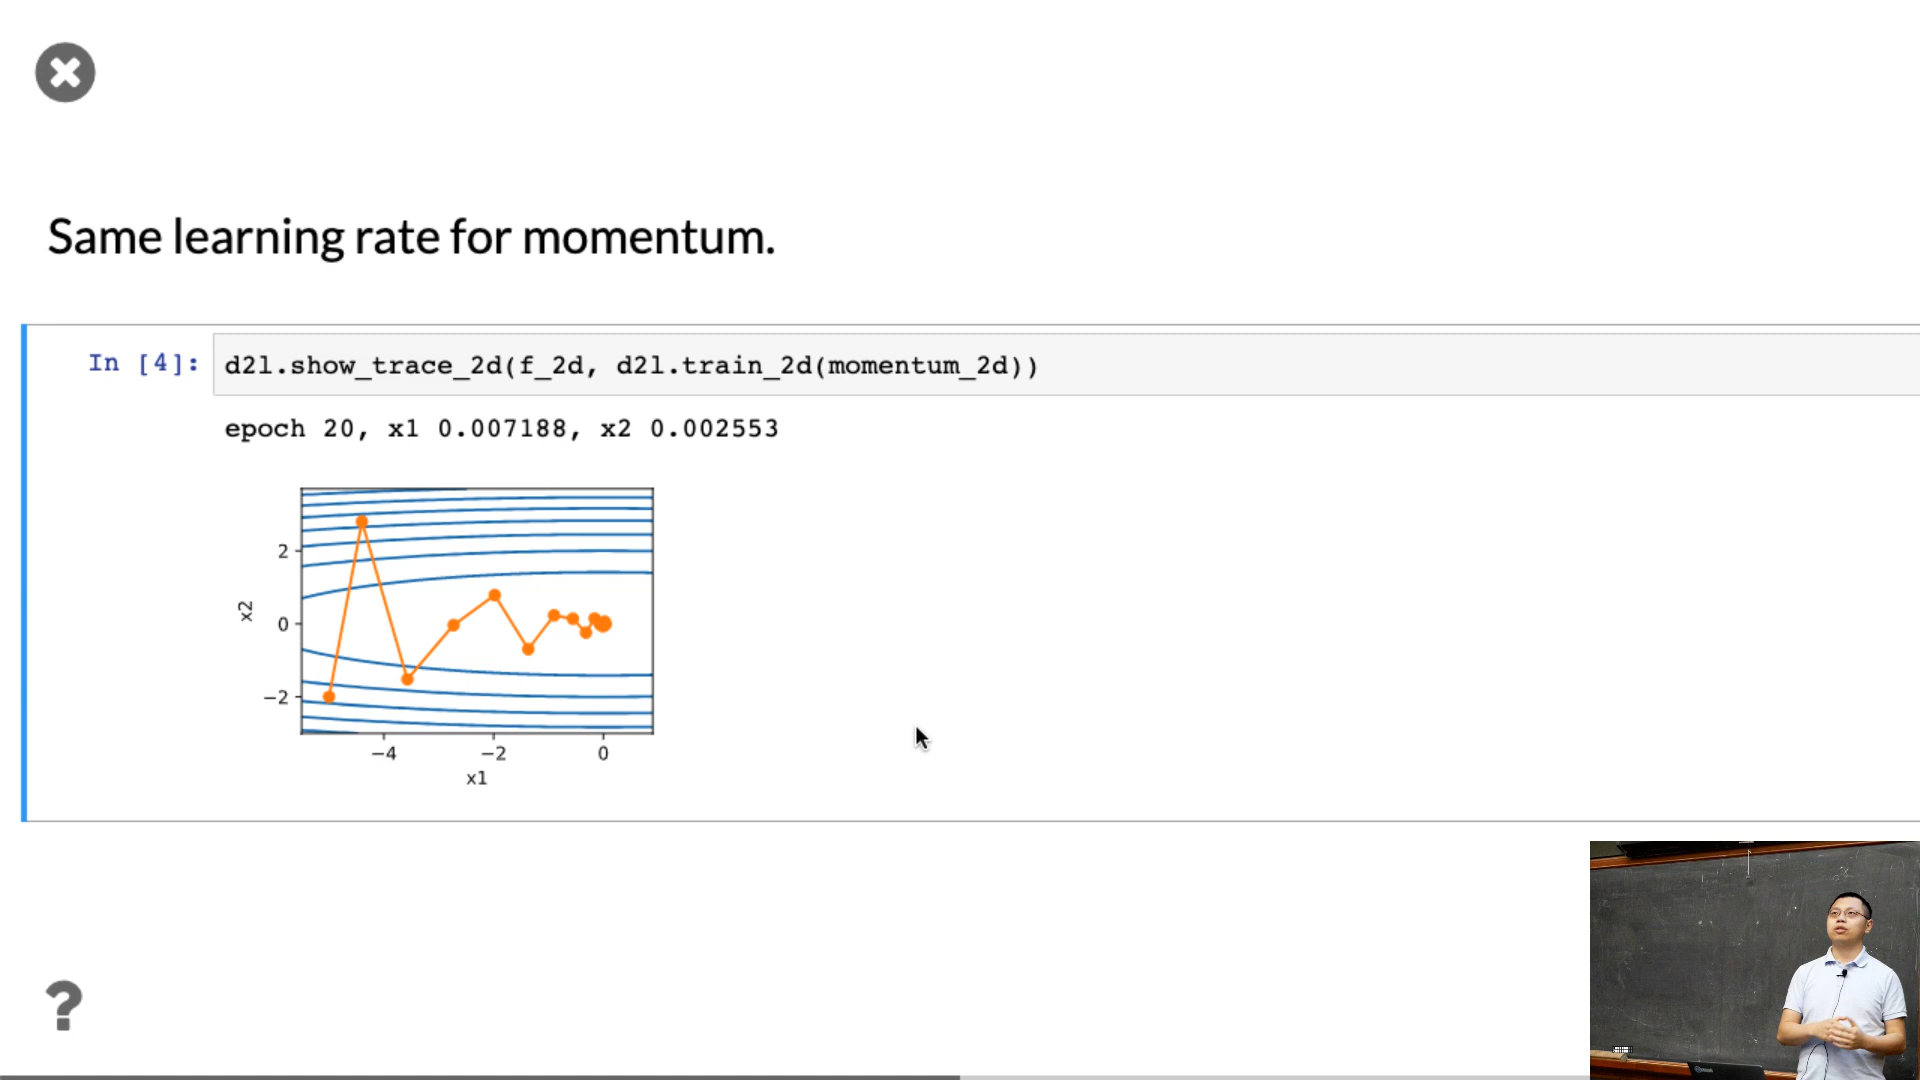 Same learning rate for momentum.
In [4]:
d2l.show_trace_2d(f_2d, d2l.train_2d(momentum_2d))
epoch 20, x1 0.007188, x2 0.002553
2
0
−2
x2
−4 −2 0
x1
?